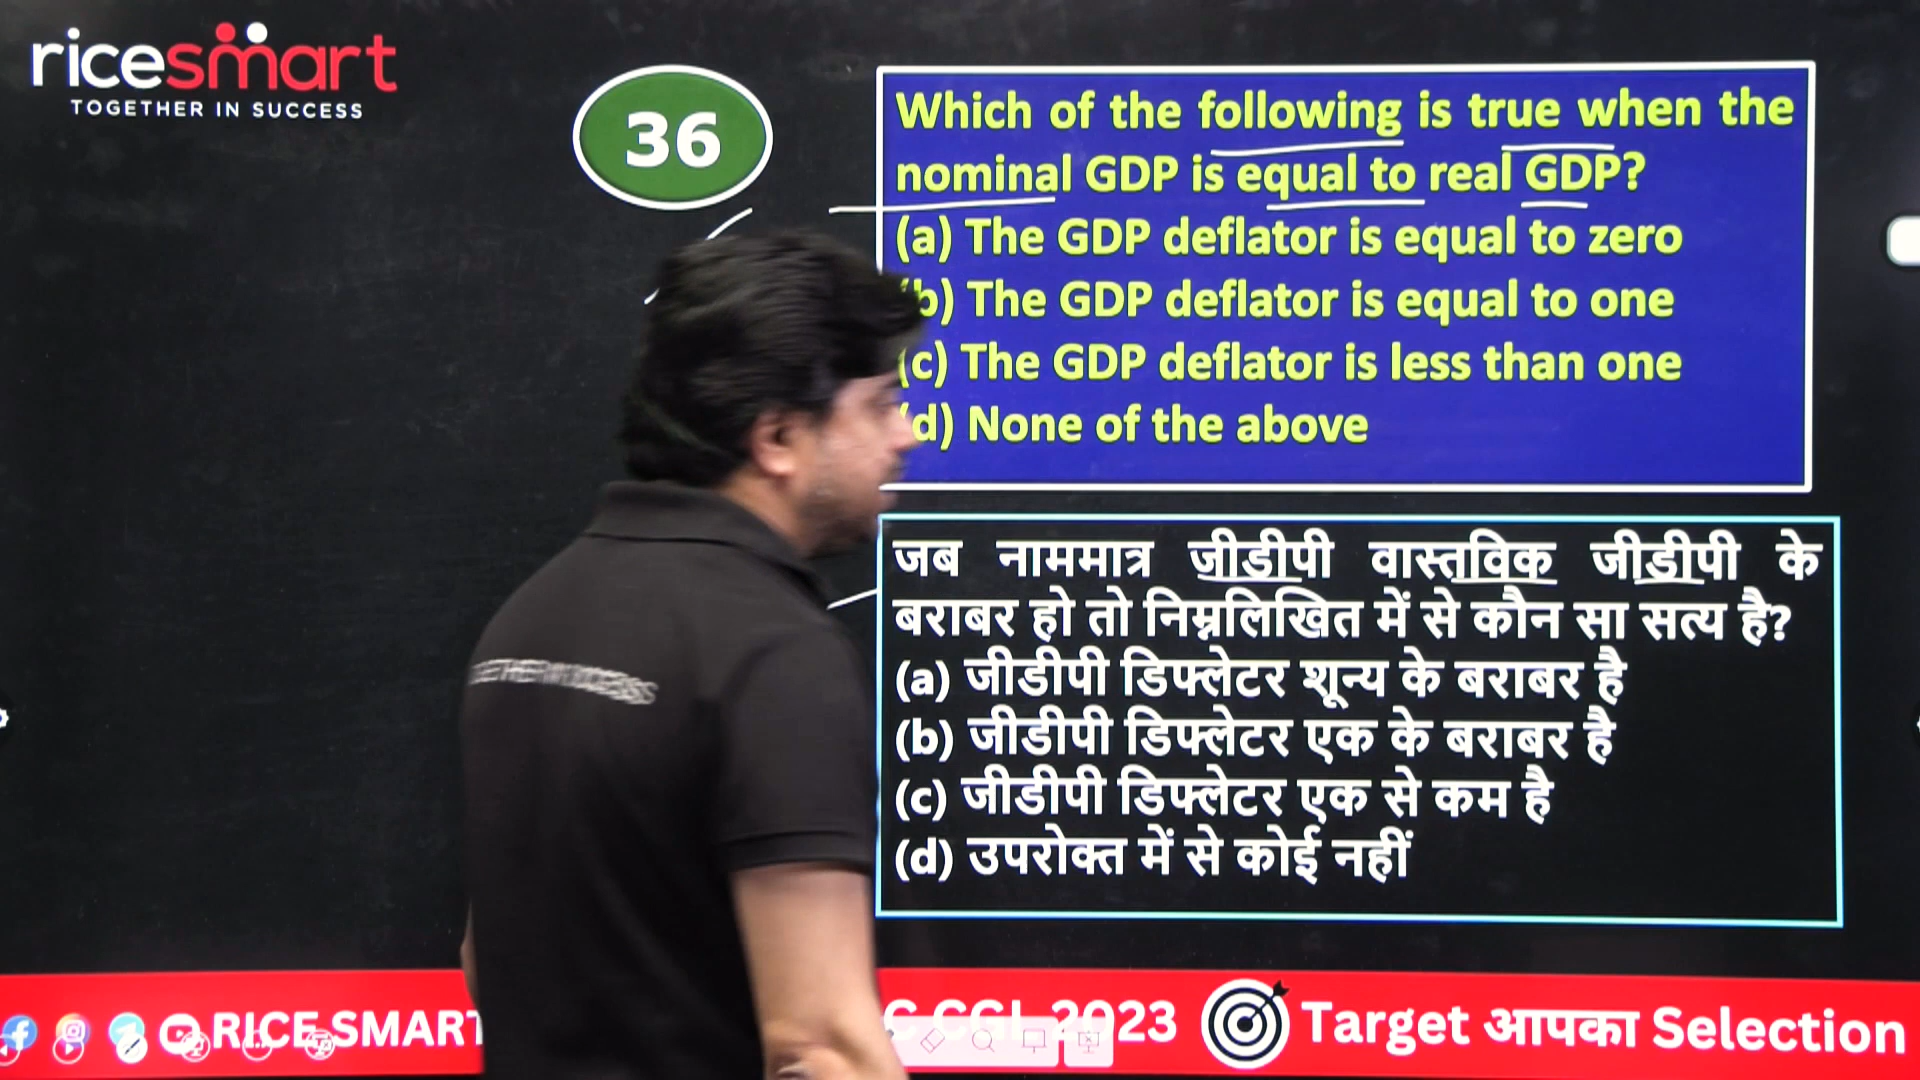 ricesmart
TOGETHER IN SUCCESS
36
Which of the following is true when the
nominal GDP is equal to real GDP?
(a) The GDP deflator is equal to zero
b) The GDP deflator is equal to one
(c) The GDP deflator is less than one
d) None of the above
जब नाममात्र जीडीपी वास्तविक जीडीपी के
बराबर हो तो निम्नलिखित में से कौन सा सत्य है?
(a) जीडीपी डिफ्लेटर शून्य के बराबर है
(b) जीडीपी डिफ्लेटर एक के बराबर है
(c) जीडीपी डिफ्लेटर एक से कम है
(d) उपरोक्त में से कोई नहीं
RICE SMART
C CGL 2023
Target आपका Selection